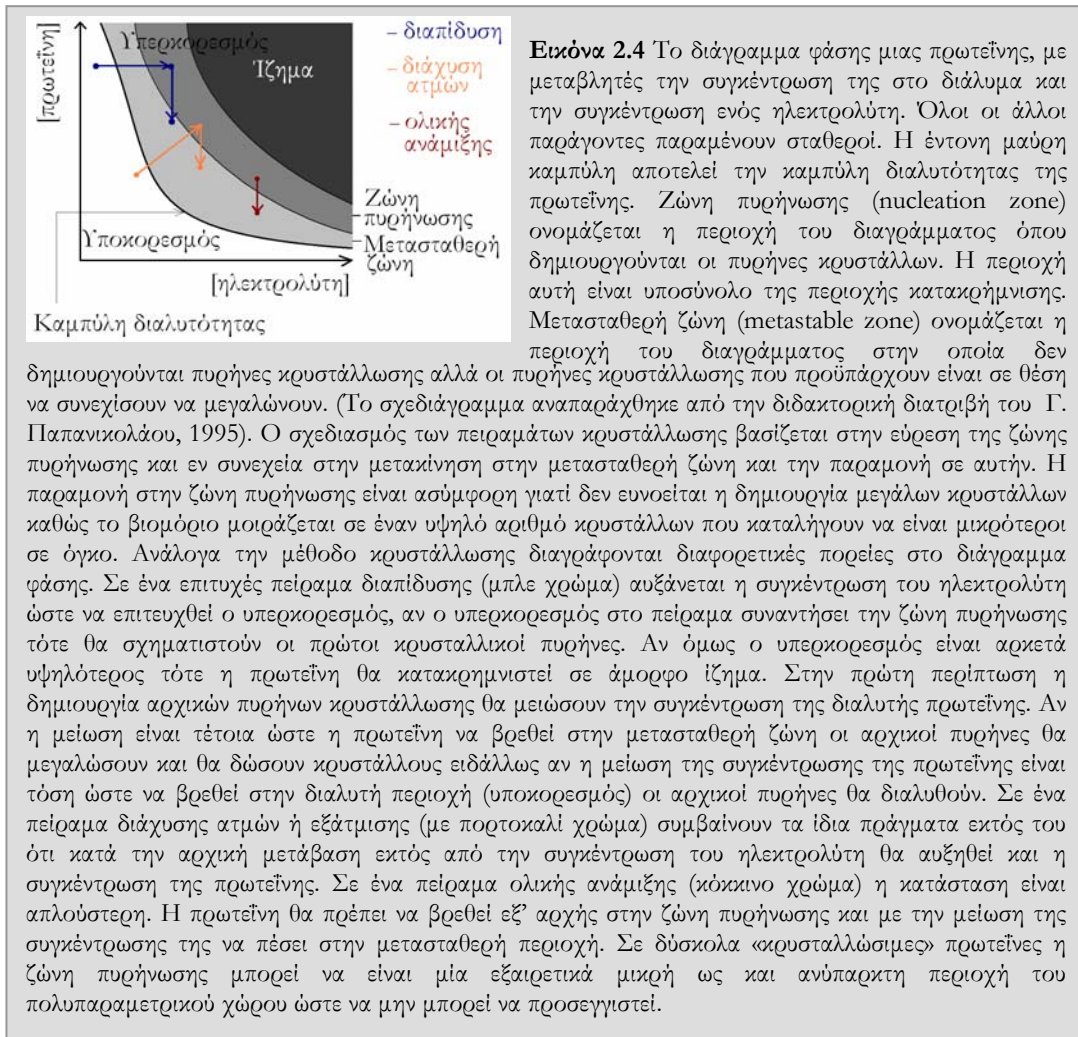 [πρωτεΐνη]
Υπερκορεσμός
Ίζημα
– διαπίδυση
– διάχυση
ατμών
– ολικής
ανάμιξης
Ζώνη
πυρήνωσης
Μετασταθερή
ζώνη
Υποκορεσμός
[ηλεκτρολύτη]
Καμπύλη διαλυτότητας
Εικόνα 2.4 Το διάγραμμα φάσης μιας πρωτεΐνης, με
μεταβλητές την συγκέντρωση της στο διάλυμα και
την συγκέντρωση ενός ηλεκτρολύτη. Όλοι οι άλλοι
παράγοντες παραμένουν σταθεροί. Η έντονη μαύρη
καμπύλη αποτελεί την καμπύλη διαλυτότητας της
πρωτεΐνης. Ζώνη πυρήνωσης (nucleation zone)
ονομάζεται η περιοχή του διαγράμματος όπου
δημιουργούνται οι πυρήνες κρυστάλλων. Η περιοχή
αυτή είναι υποσύνολο της περιοχής κατακρήμνισης.
Μετασταθερή ζώνη (metastable zone) ονομάζεται η
περιοχή του διαγράμματος στην οποία δεν
δημιουργούνται πυρήνες κρυστάλλωσης αλλά οι πυρήνες κρυστάλλωσης που προϋπάρχουν είναι σε θέση
να συνεχίσουν να μεγαλώνουν. (Το σχεδιάγραμμα αναπαράχθηκε από την διδακτορική διατριβή του Γ.
Παπανικολάου, 1995). Ο σχεδιασμός των πειραμάτων κρυστάλλωσης βασίζεται στην εύρεση της ζώνης
πυρήνωσης και εν συνεχεία στην μετακίνηση στην μετασταθερή ζώνη και την παραμονή σε αυτήν. Η
παραμονή στην ζώνη πυρήνωσης είναι ασύμφορη γιατί δεν ευνοείται η δημιουργία μεγάλων κρυστάλλων
καθώς το βιομόριο μοιράζεται σε έναν υψηλό αριθμό κρυστάλλων που καταλήγουν να είναι μικρότεροι
σε όγκο. Ανάλογα την μέθοδο κρυστάλλωσης διαγράφονται διαφορετικές πορείες στο διάγραμμα
φάσης. Σε ένα επιτυχές πείραμα διαπίδυσης (μπλε χρώμα) αυξάνεται η συγκέντρωση του ηλεκτρολύτη
ώστε να επιτευχθεί ο υπερκορεσμός, αν ο υπερκορεσμός στο πείραμα συναντήσει την ζώνη πυρήνωσης
τότε θα σχηματιστούν οι πρώτοι κρυσταλλικοί πυρήνες. Αν όμως ο υπερκορεσμός είναι αρκετά
υψηλότερος τότε η πρωτεΐνη θα κατακρημνιστεί σε άμορφο ίζημα. Στην πρώτη περίπτωση η
δημιουργία αρχικών πυρήνων κρυστάλλωσης θα μειώσουν την συγκέντρωση της διαλυτής πρωτεΐνης. Αν
η μείωση είναι τέτοια ώστε η πρωτεΐνη να βρεθεί στην μετασταθερή ζώνη οι αρχικοί πυρήνες θα
μεγαλώσουν και θα δώσουν κρυστάλλους ειδάλλως αν η μείωση της συγκέντρωσης της πρωτεΐνης είναι
τόση ώστε να βρεθεί στην διαλυτή περιοχή (υποκορεσμός) οι αρχικοί πυρήνες θα διαλυθούν. Σε ένα
πείραμα διάχυσης ατμών ή εξάτμισης (με πορτοκαλί χρώμα) συμβαίνουν τα ίδια πράγματα εκτός του
ότι κατά την αρχική μετάβαση εκτός από την συγκέντρωση του ηλεκτρολύτη θα αυξηθεί και η
συγκέντρωση της πρωτεΐνης. Σε ένα πείραμα ολικής ανάμιξης (κόκκινο χρώμα) η κατάσταση είναι
απλούστερη. Η πρωτεΐνη θα πρέπει να βρεθεί εξ’ αρχής στην ζώνη πυρήνωσης και με την μείωση της
συγκέντρωσης της να πέσει στην μετασταθερή περιοχή. Σε δύσκολα «κρυσταλλώσιμες» πρωτεΐνες η
ζώνη πυρήνωσης μπορεί να είναι μία εξαιρετικά μικρή ως και ανύπαρκτη περιοχή του
πολυπαραμετρικού χώρου ώστε να μην μπορεί να προσεγγιστεί.